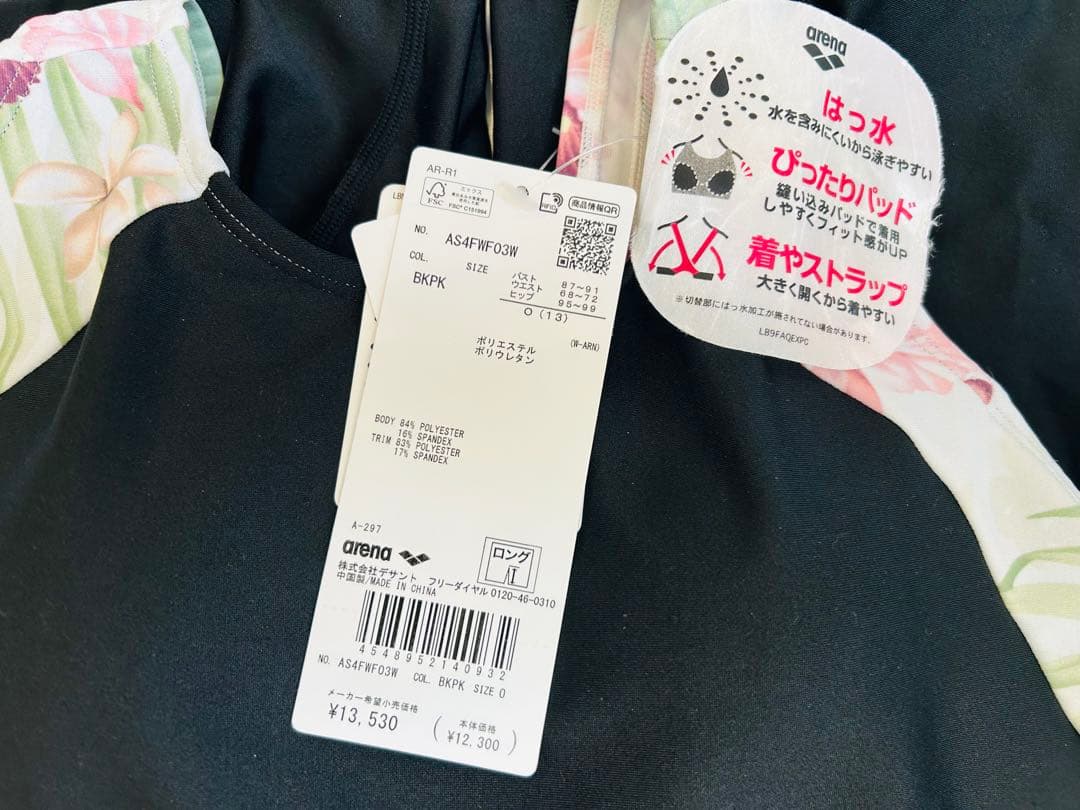 AR-R1
FSC
ミックス
FSC® C151994
RFID
商品情報QR
NO. AS4FWF03W
COL. SIZE
BKPK
バスト 87~91
ウエスト 68~72
ヒップ 95~99
O (13)
ポリエステル (W-ARN)
ポリウレタン
BODY 84% POLYESTER
16% SPANDEX
TRIM 83% POLYESTER
17% SPANDEX
A-297
arena
ロング
株式会社デサント フリーダイヤル 0120-46-0310
中国製/MADE IN CHINA
4548952140932
NO. AS4FWF03W COL. BKPK SIZE O
メーカー希望小売価格
¥13,530
(本体価格
¥12,300)
arena
はっ水
水を含みにくいから泳ぎやすい
ぴったりパッド
縫い込みパッドで着用
しやすくフィット感がUP
着やストラップ
大きく開くから着やすい
※切替部にはっ水加工が施されてない場合があります。
LB9FAQEXPC